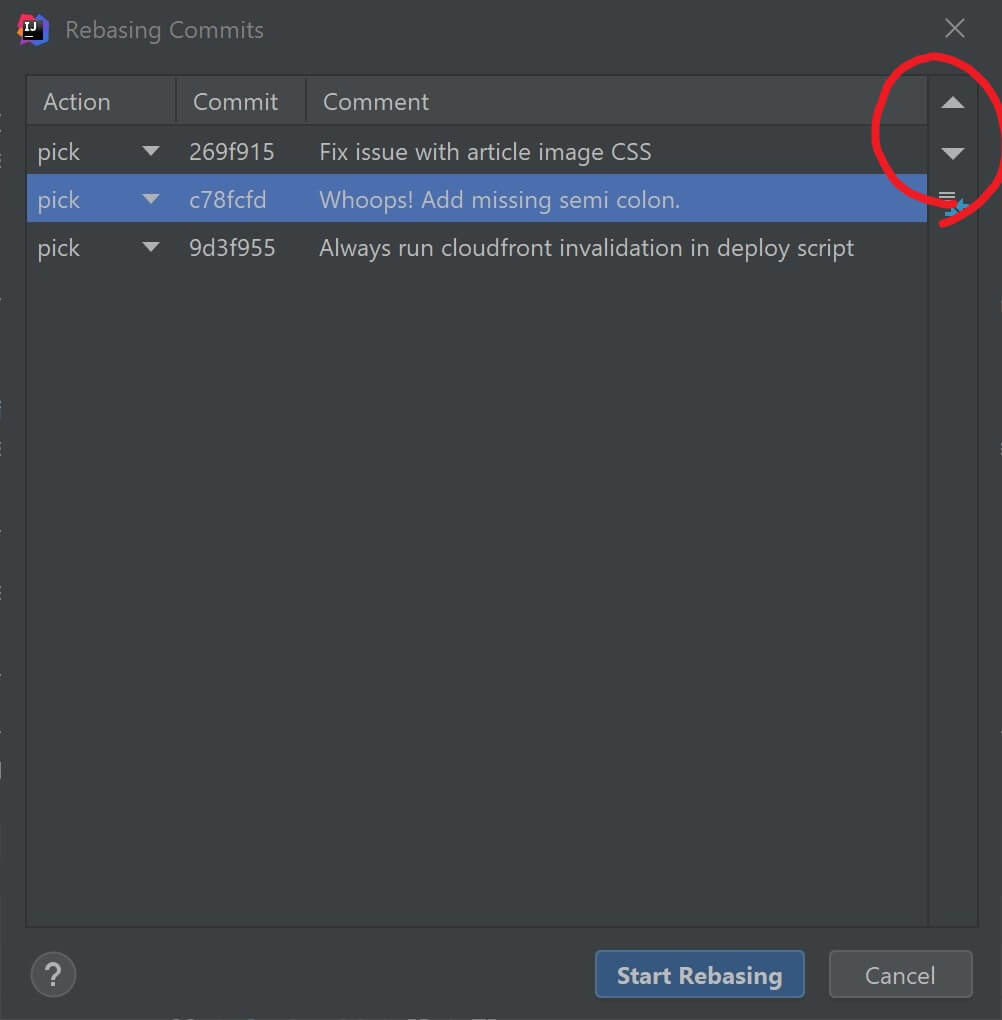 IJ
Rebasing Commits
Action Commit Comment
pick 269f915 Fix issue with article image CSS
pick c78fcfd Whoops! Add missing semi colon.
pick 9d3f955 Always run cloudfront invalidation in deploy script
?
Start Rebasing Cancel